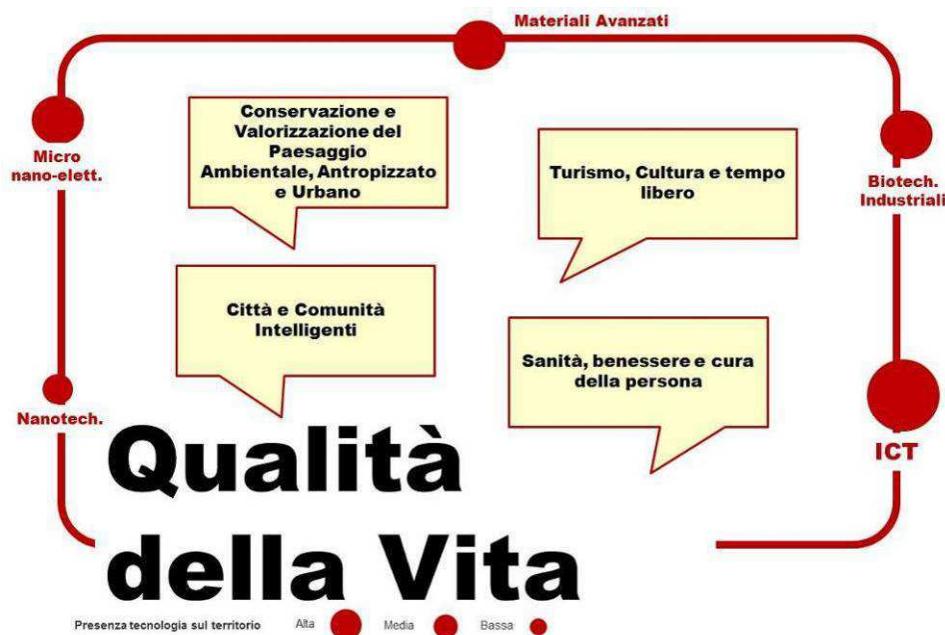 Materiali Avanzati
Conservazione e
Valorizzazione del
Paesaggio
Ambientale, Antropizzato
e Urbano
Micro
nano-elett.
Turismo, Cultura e tempo
libero
Biotech.
Industriali
Città e Comunità
Intelligenti
Sanità, benessere e cura
della persona
Nanotech.
ICT
Qualità
della Vita
Presenza tecnologia sul territorio Alta Media Bassa